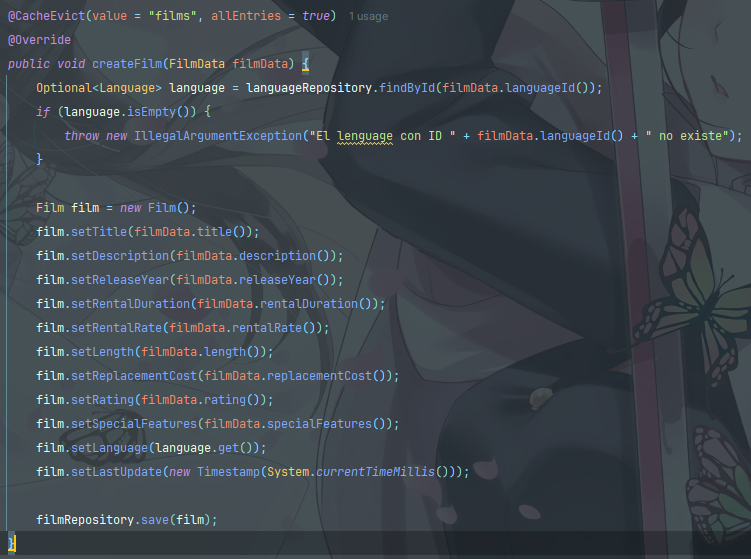 @CacheEvict(value = "films", allEntries = true) 1 usage
@Override
public void createFilm(FilmData filmData) {
    Optional<Language> language = languageRepository.findById(filmData.languageId());
    if (language.isEmpty()) {
        throw new IllegalArgumentException("El lenguage con ID " + filmData.languageId() + " no existe");
    }
    Film film = new Film();
    film.setTitle(filmData.title());
    film.setDescription(filmData.description());
    film.setReleaseYear(filmData.releaseYear());
    film.setRentalDuration(filmData.rentalDuration());
    film.setRentalRate(filmData.rentalRate());
    film.setLength(filmData.length());
    film.setReplacementCost(filmData.replacementCost());
    film.setRating(filmData.rating());
    film.setSpecialFeatures(filmData.specialFeatures());
    film.setLanguage(language.get());
    film.setLastUpdate(new Timestamp(System.currentTimeMillis()));
    filmRepository.save(film);
}